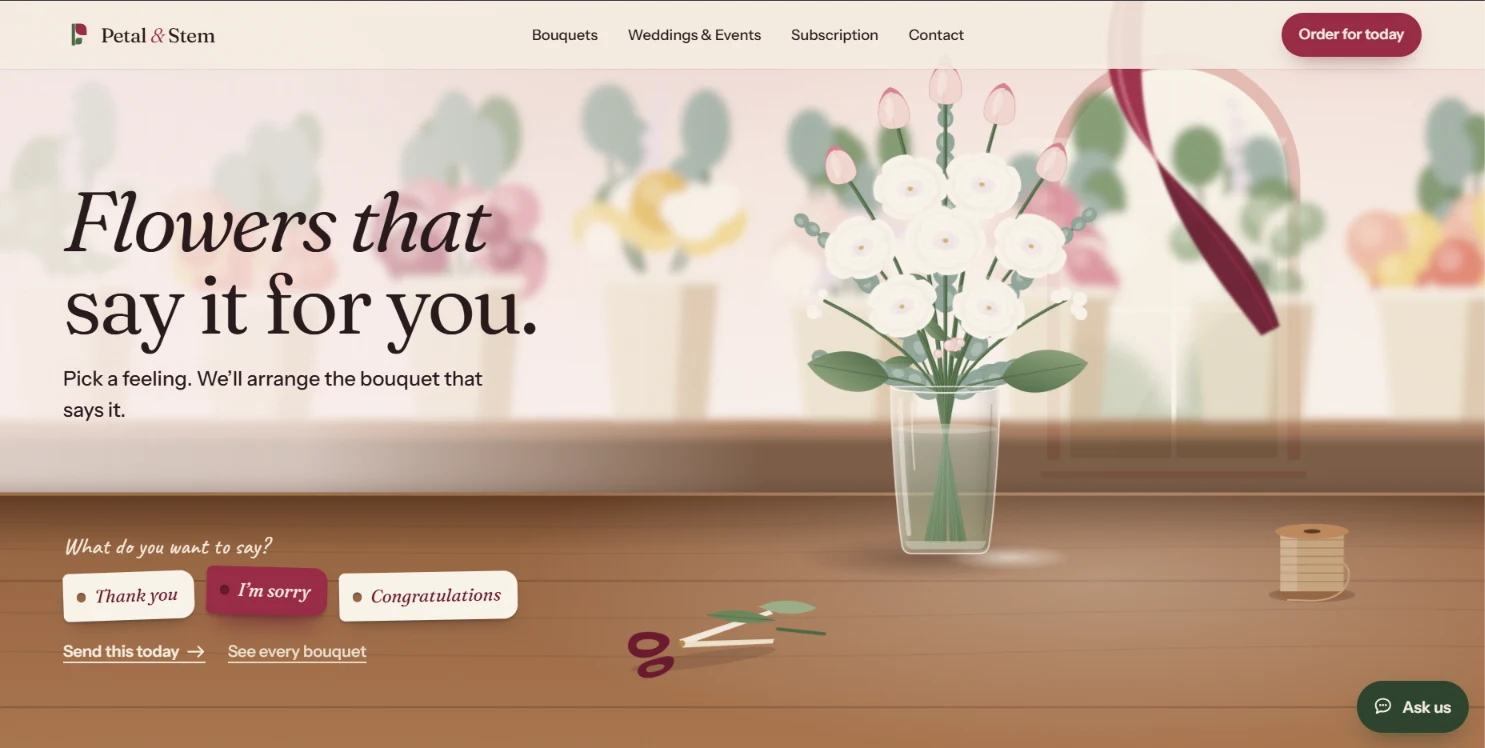 Petal & Stem
Bouquets
Weddings & Events
Subscription
Contact
Order for today
Flowers that
say it for you.
Pick a feeling. We’ll arrange the bouquet that
says it.
What do you want to say?
Thank you
I’m sorry
Congratulations
Send this today →
See every bouquet
Ask us